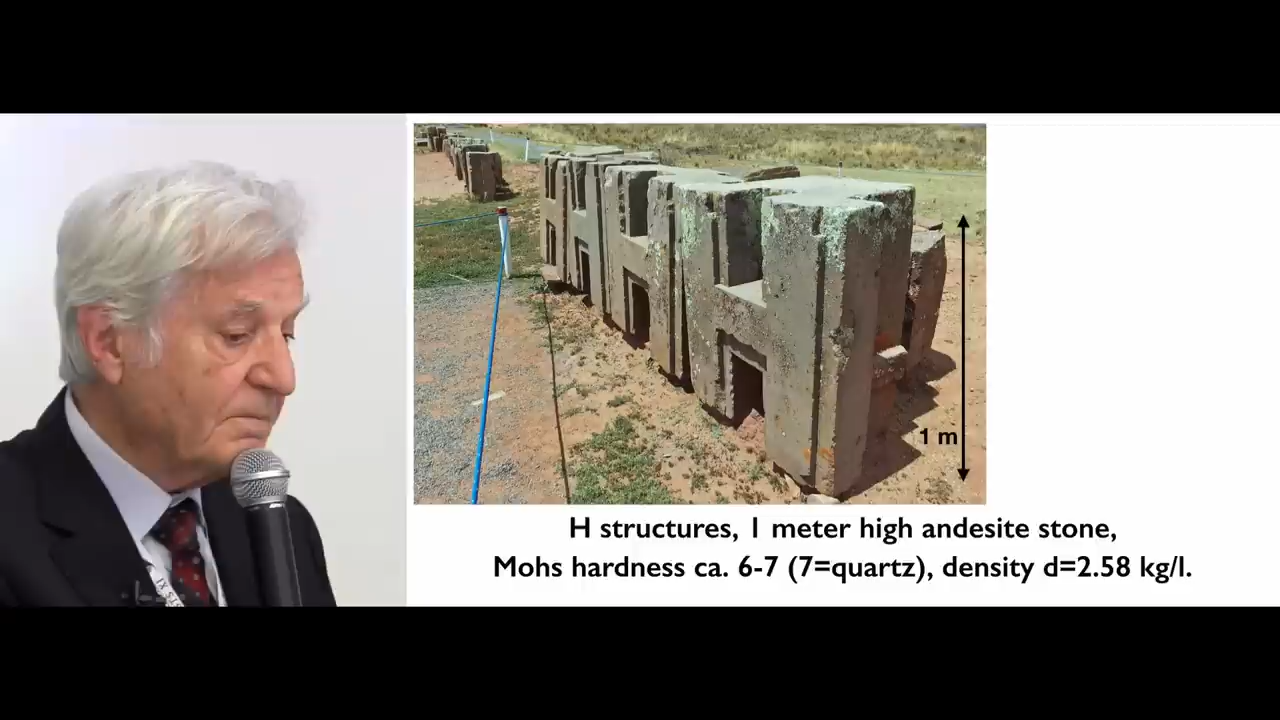 1 m
H structures, 1 meter high andesite stone,
Mohs hardness ca. 6-7 (7=quartz), density d=2.58 kg/l.